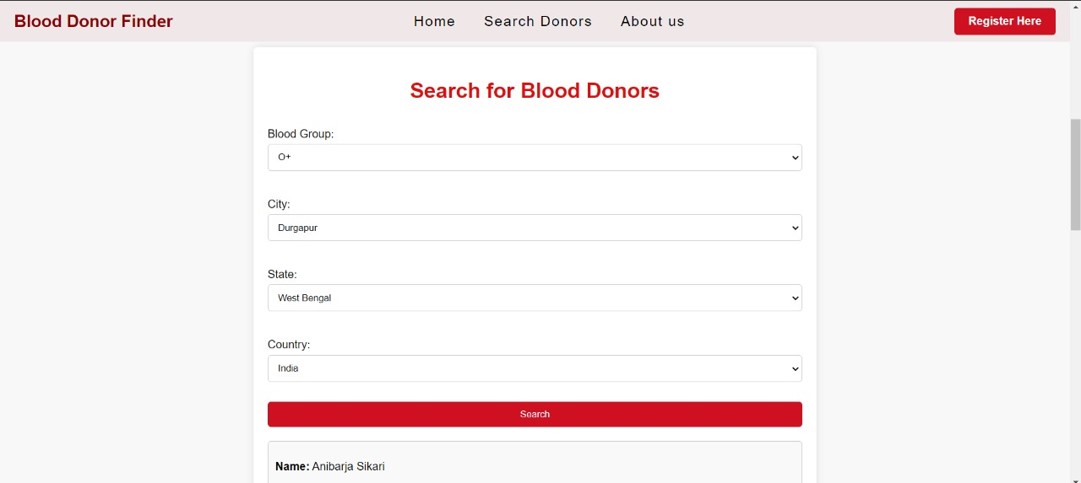 Blood Donor Finder
Home Search Donors About us
Register Here
Search for Blood Donors
Blood Group:
O+
City:
Durgapur
State:
West Bengal
Country:
India
Search
Name: Anibarja Sikari